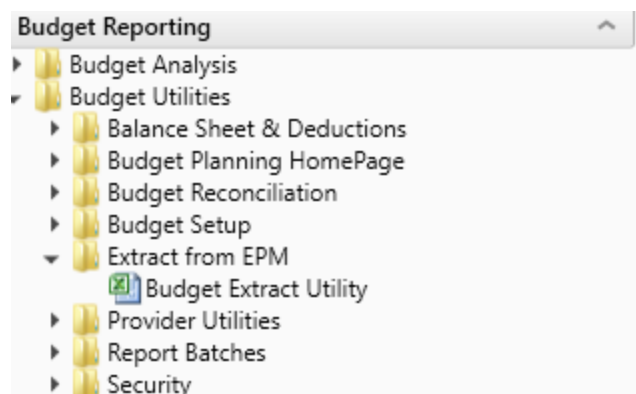 Budget Reporting
Budget Analysis
Budget Utilities
Balance Sheet & Deductions
Budget Planning HomePage
Budget Reconciliation
Budget Setup
Extract from EPM
Budget Extract Utility
Provider Utilities
Report Batches
Security